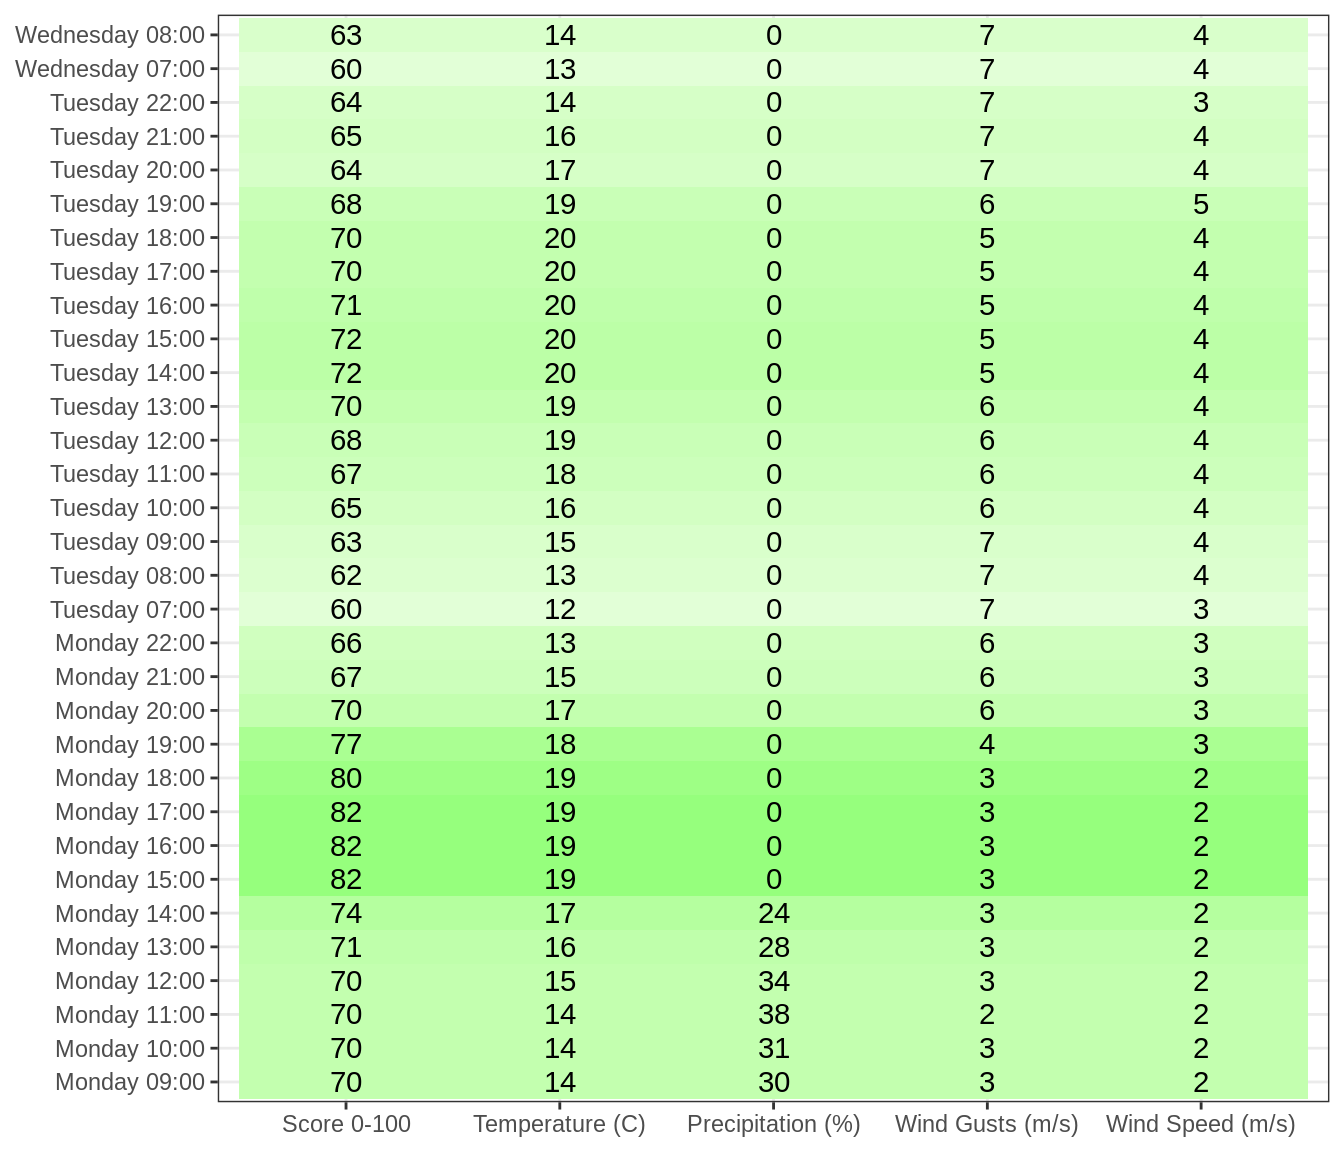 Wednesday 08:00 63 14 0 7 4
Wednesday 07:00 60 13 0 7 4
Tuesday 22:00 64 14 0 7 3
Tuesday 21:00 65 16 0 7 4
Tuesday 20:00 64 17 0 7 4
Tuesday 19:00 68 19 0 6 5
Tuesday 18:00 70 20 0 5 4
Tuesday 17:00 70 20 0 5 4
Tuesday 16:00 71 20 0 5 4
Tuesday 15:00 72 20 0 5 4
Tuesday 14:00 72 20 0 5 4
Tuesday 13:00 70 19 0 6 4
Tuesday 12:00 68 19 0 6 4
Tuesday 11:00 67 18 0 6 4
Tuesday 10:00 65 16 0 6 4
Tuesday 09:00 63 15 0 7 4
Tuesday 08:00 62 13 0 7 4
Tuesday 07:00 60 12 0 7 3
Monday 22:00 66 13 0 6 3
Monday 21:00 67 15 0 6 3
Monday 20:00 70 17 0 6 3
Monday 19:00 77 18 0 4 3
Monday 18:00 80 19 0 3 2
Monday 17:00 82 19 0 3 2
Monday 16:00 82 19 0 3 2
Monday 15:00 82 19 0 3 2
Monday 14:00 74 17 24 3 2
Monday 13:00 71 16 28 3 2
Monday 12:00 70 15 34 3 2
Monday 11:00 70 14 38 2 2
Monday 10:00 70 14 31 3 2
Monday 09:00 70 14 30 3 2
Score 0-100 Temperature (C) Precipitation (%) Wind Gusts (m/s) Wind Speed (m/s)